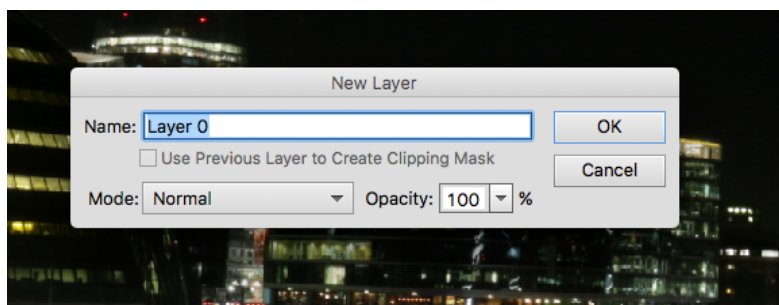 New Layer
Name: Layer 0 OK
Use Previous Layer to Create Clipping Mask
Cancel
Mode: Normal Opacity: 100 %